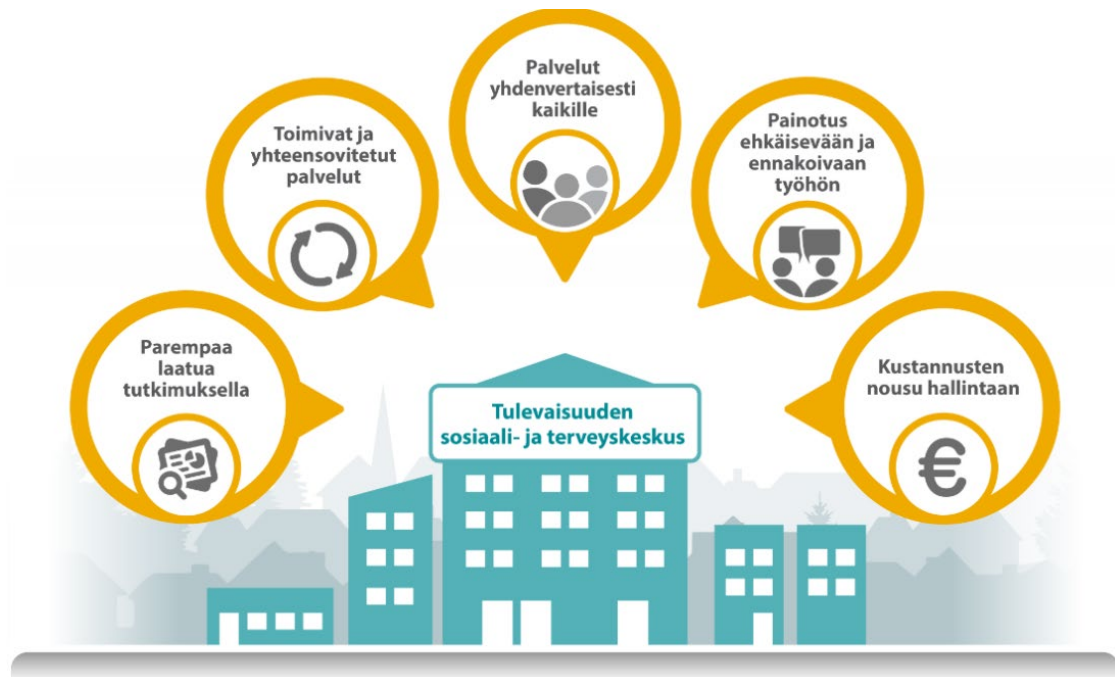 Palvelut
yhdenvertaisesti
kaikille
Toimivat ja
yhteensovitetut
palvelut
Painotus
ehkäisevään ja
ennakoivaan
työhön
Parempaa
laatua
tutkimuksella
Kustannusten
nousu hallintaan
€
Tulevaisuuden
sosiaali- ja terveyskeskus